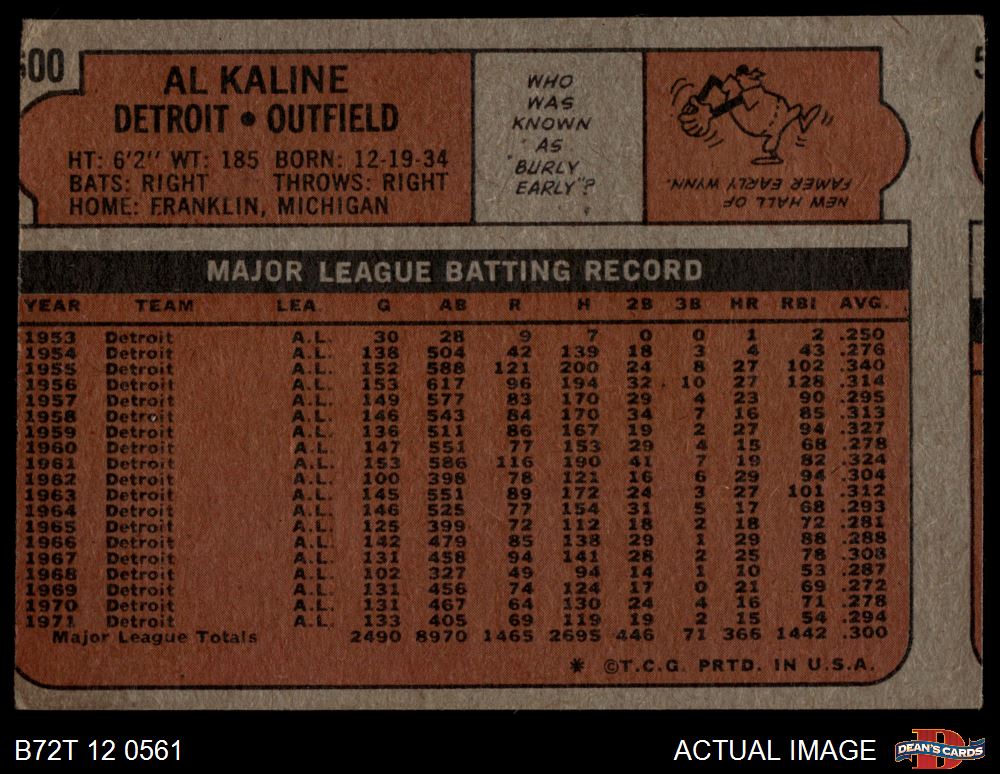 00
AL KALINE
DETROIT • OUTFIELD
HT: 6'2" WT: 185 BORN: 12-19-34
BATS: RIGHT THROWS: RIGHT
HOME: FRANKLIN, MICHIGAN
WHO
WAS
KNOWN
AS
"BURLY
EARLY"?
NEW HALL OF
FAMER EARLY WYNN.
MAJOR LEAGUE BATTING RECORD
YEAR TEAM LEA. G AB R H 2B 3B HR RBI AVG.
1953 Detroit A.L. 30 28 9 7 0 0 1 2 .250
1954 Detroit A.L. 138 504 42 139 18 3 4 43 .276
1955 Detroit A.L. 152 588 121 200 24 8 27 102 .340
1956 Detroit A.L. 153 617 96 194 32 10 27 128 .314
1957 Detroit A.L. 149 577 83 170 29 4 23 90 .295
1958 Detroit A.L. 146 543 84 170 34 7 16 85 .313
1959 Detroit A.L. 136 511 86 167 19 2 27 94 .327
1960 Detroit A.L. 147 551 77 153 29 4 15 68 .278
1961 Detroit A.L. 153 586 116 190 41 7 19 82 .324
1962 Detroit A.L. 100 398 78 121 16 6 29 94 .304
1963 Detroit A.L. 145 551 89 172 24 3 27 101 .312
1964 Detroit A.L. 146 525 77 154 31 5 17 68 .293
1965 Detroit A.L. 125 399 72 112 18 2 18 72 .281
1966 Detroit A.L. 142 479 85 138 29 1 29 88 .288
1967 Detroit A.L. 131 458 94 141 28 2 25 78 .308
1968 Detroit A.L. 102 327 49 94 14 1 10 53 .287
1969 Detroit A.L. 131 456 74 124 17 0 21 69 .272
1970 Detroit A.L. 131 467 64 130 24 4 16 71 .278
1971 Detroit A.L. 133 405 69 119 19 2 15 54 .294
Major League Totals 2490 8970 1465 2695 446 71 366 1442 .300
* ©T.C.G. PRTD. IN U.S.A.
B72T 12 0561
ACTUAL IMAGE
DEAN'S CARDS